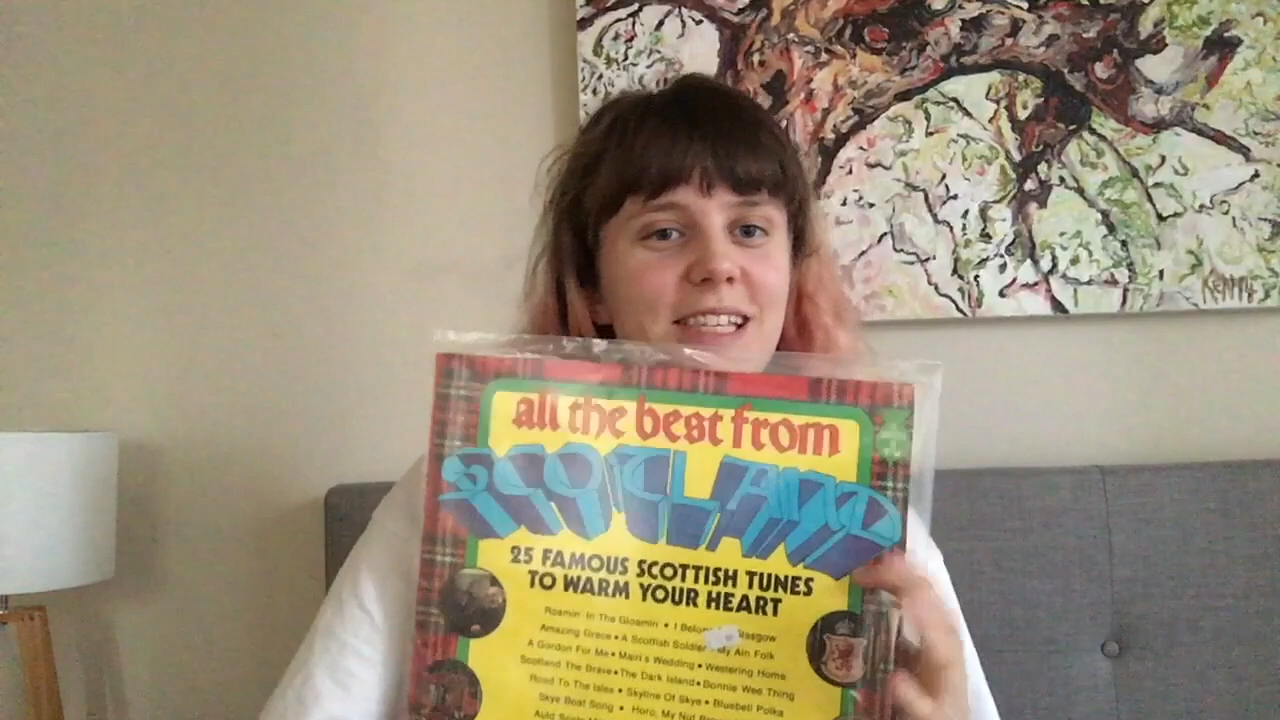 KENNY
all the best from
SCOTLAND
25 FAMOUS SCOTTISH TUNES
TO WARM YOUR HEART
Roamin' In The Gloamin • I Glasgow
Amazing Grace • A Scottish Soldier My Ain Folk
A Gordon For Me • Mairi's Wedding • Westering Home
Scotland The Brave • The Dark Island • Bonnie Wee Thing
Road To The Isles • Skyline Of Skye • Bluebell Polka
Skye Boat Song • Horo, My Nut
Auld